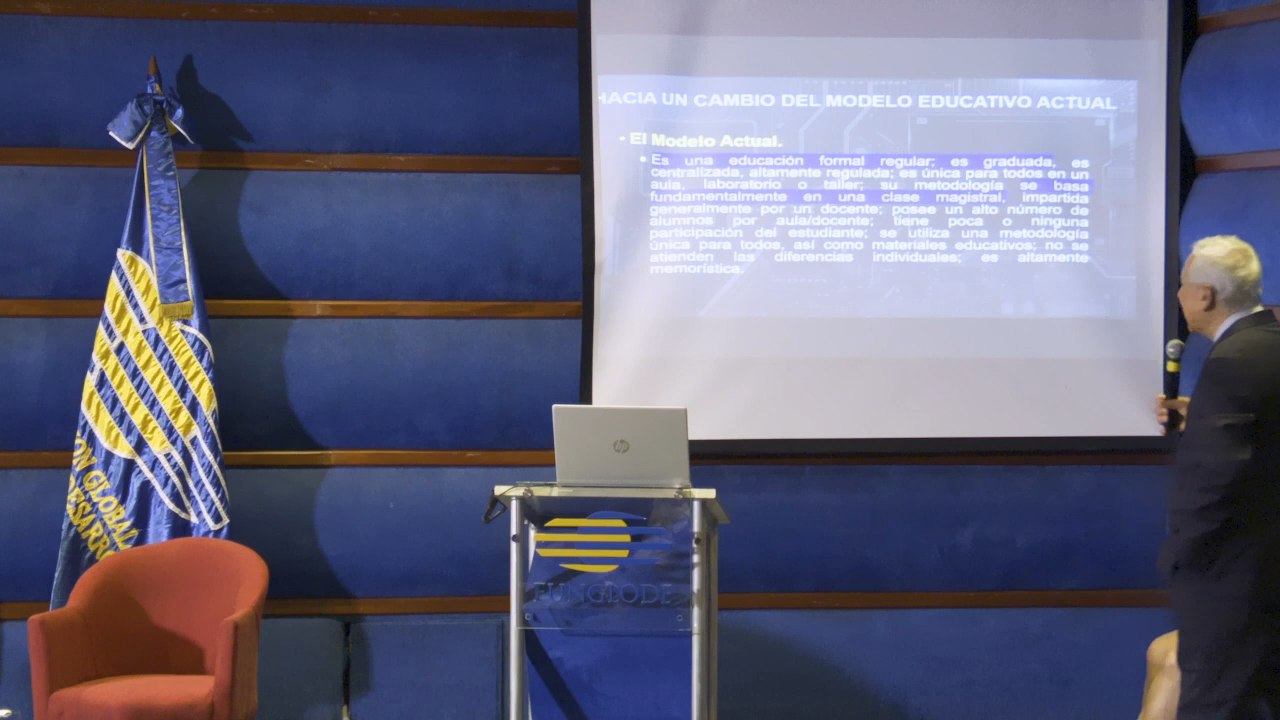 HACIA UN CAMBIO DEL MODELO EDUCATIVO ACTUAL
• El Modelo Actual.
• Es una educación formal regular; es graduada, es
centralizada, altamente regulada; es única para todos en un
aula, laboratorio o taller; su metodología se basa
fundamentalmente en una clase magistral, impartida
generalmente por un docente; posee un alto número de
alumnos por aula/docente; tiene poca o ninguna
participación del estudiante; se utiliza una metodología
única para todos, así como materiales educativos; no se
atienden las diferencias individuales; es altamente
memorística.
hp
ON GLOBAL
ESARRO
FUNGLODE